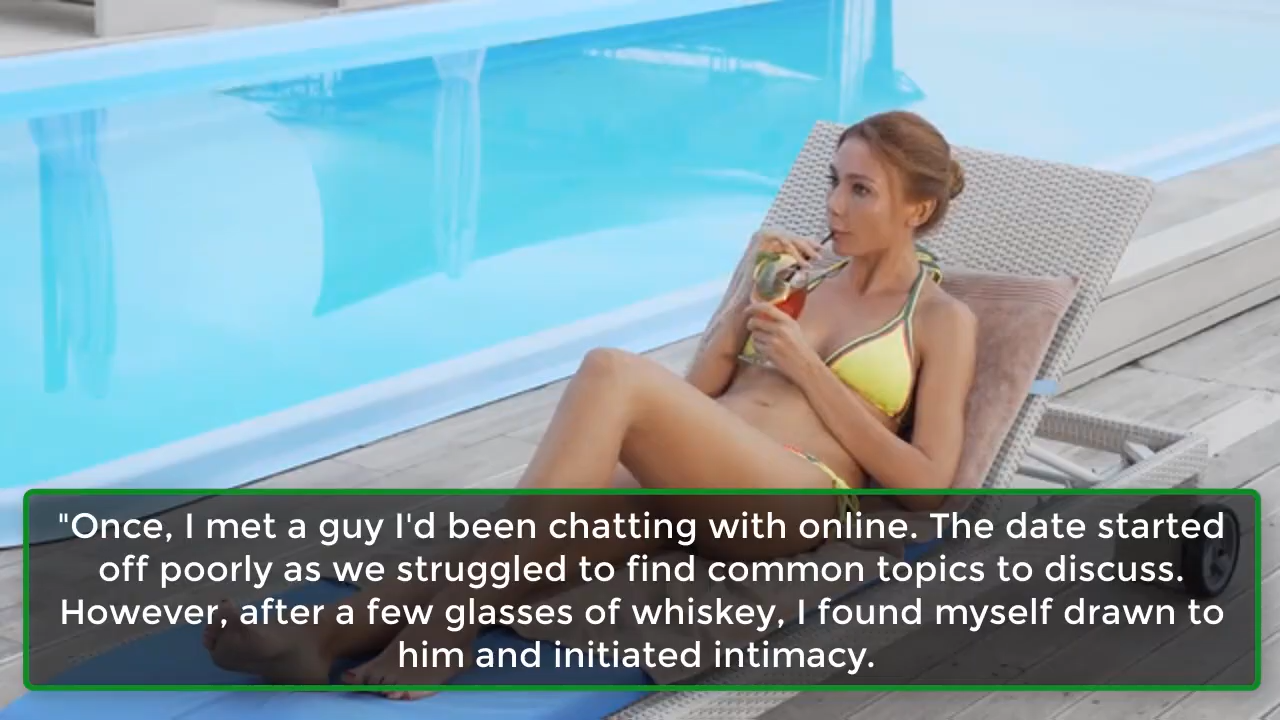 "Once, I met a guy I'd been chatting with online. The date started
off poorly as we struggled to find common topics to discuss.
However, after a few glasses of whiskey, I found myself drawn to
him and initiated intimacy.